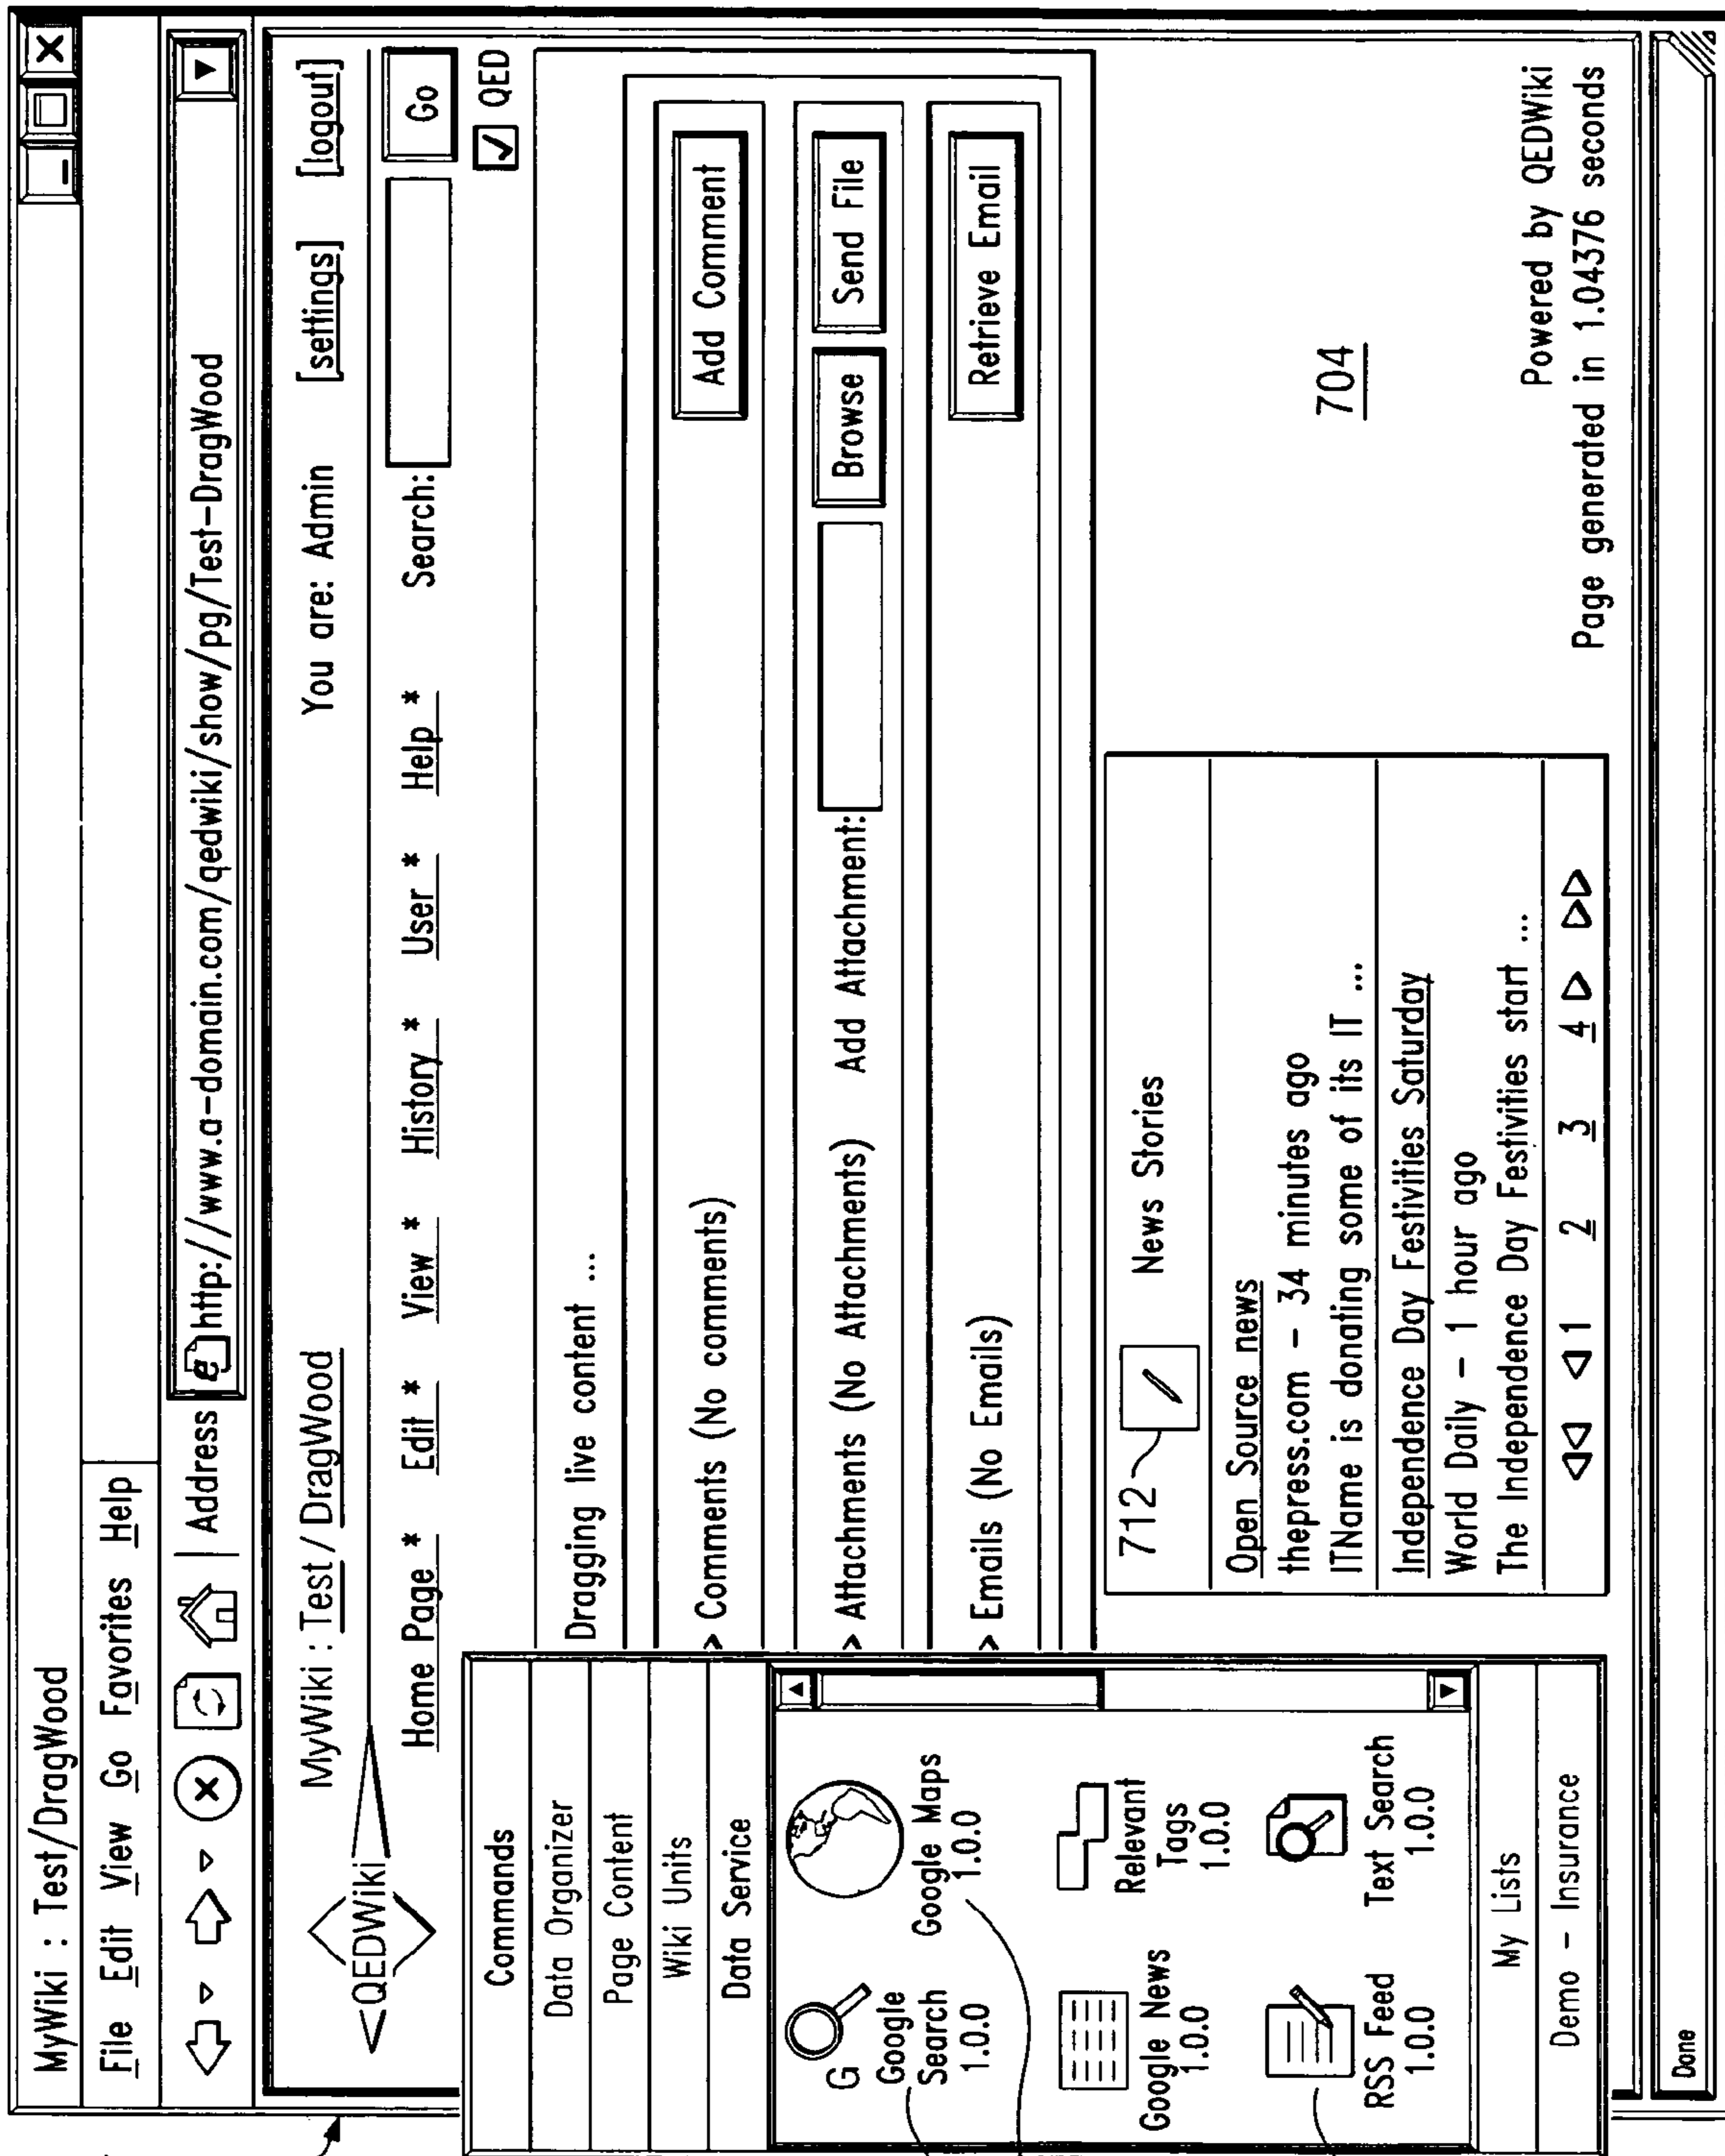 MyWiki : Test/DragWood
File Edit View Go Favorites Help
Address http://www.a-domain.com/qedwiki/show/pg/Test-DragWood
QEDWiki
MyWiki : Test / DragWood You are: Admin [settings] [logout]
Home Page * Edit * View * History * User * Help * Search: Go
QED
Commands
Data Organizer
Page Content
Wiki Units
Data Service
G
Google Search 1.0.0
Google Maps 1.0.0
Google News 1.0.0
Relevant Tags 1.0.0
RSS Feed 1.0.0
Text Search 1.0.0
My Lists
Demo - Insurance
Dragging live content ...
> Comments (No comments) Add Comment
> Attachments (No Attachments) Add Attachment: Browse Send File
> Emails (No Emails) Retrieve Email
712 News Stories
Open Source news
thepress.com - 34 minutes ago
ITName is donating some of its IT ...
Independence Day Festivities Saturday
World Daily - 1 hour ago
The Independence Day Festivities start ...
1 2 3 4
704
Powered by QEDWiki
Page generated in 1.04376 seconds
Done